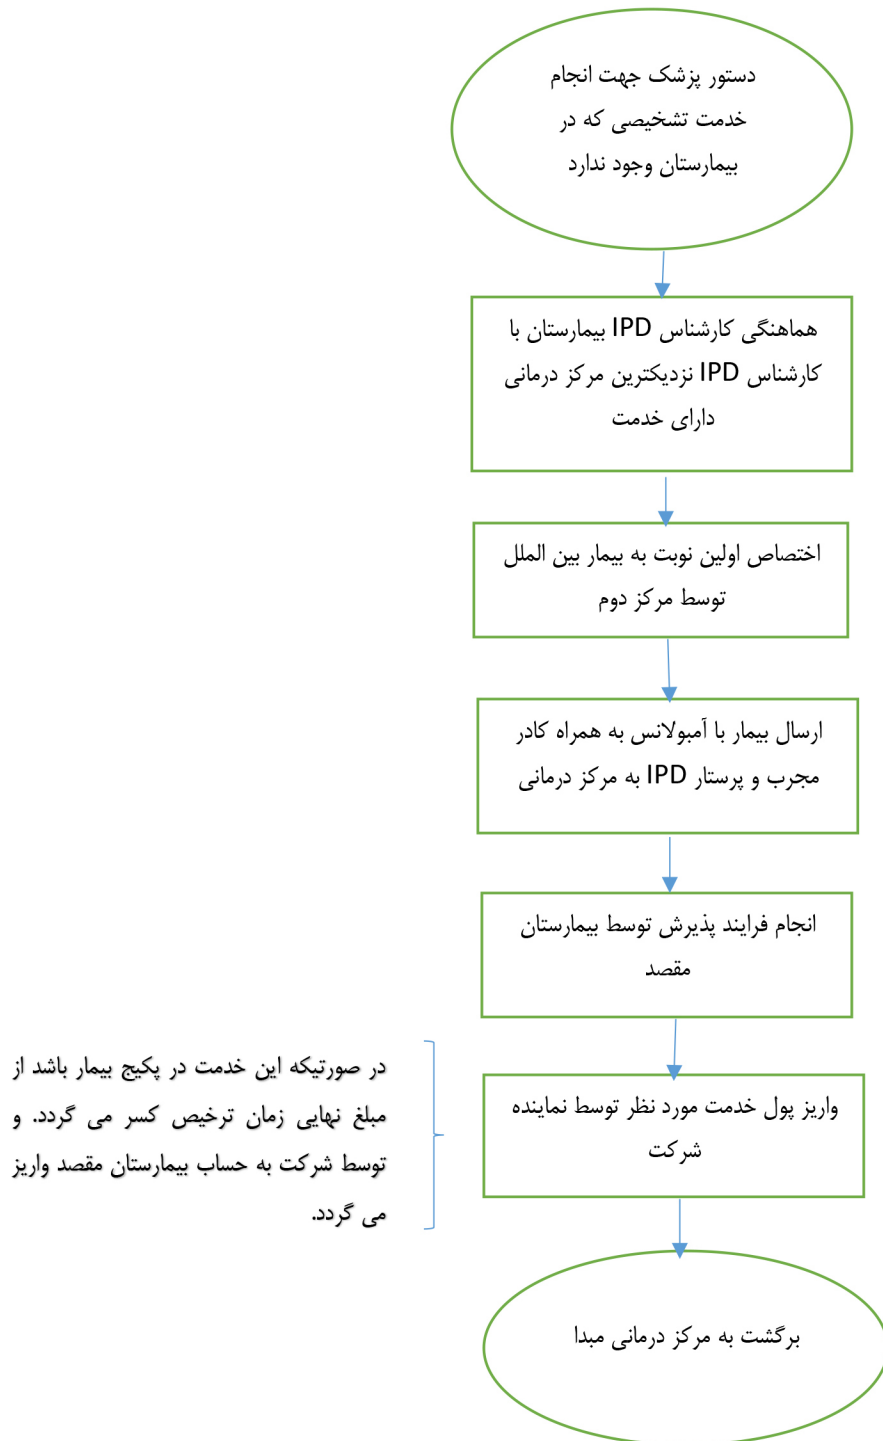 دستور پزشک جهت انجام
خدمت تشخیصی که در
بیمارستان وجود ندارد
هماهنگی کارشناس IPD بیمارستان با
کارشناس IPD نزدیکترین مرکز درمانی
دارای خدمت
اختصاص اولین نوبت به بیمار بین الملل
توسط مرکز دوم
ارسال بیمار با آمبولانس به همراه کادر
مجرب و پرستار IPD به مرکز درمانی
انجام فرایند پذیرش توسط بیمارستان
مقصد
واریز پول خدمت مورد نظر توسط نماینده
شرکت
در صورتیکه این خدمت در پکیج بیمار باشد از
مبلغ نهایی زمان ترخیص کسر می گردد. و
توسط شرکت به حساب بیمارستان مقصد واریز
می گردد.
برگشت به مرکز درمانی مبدا